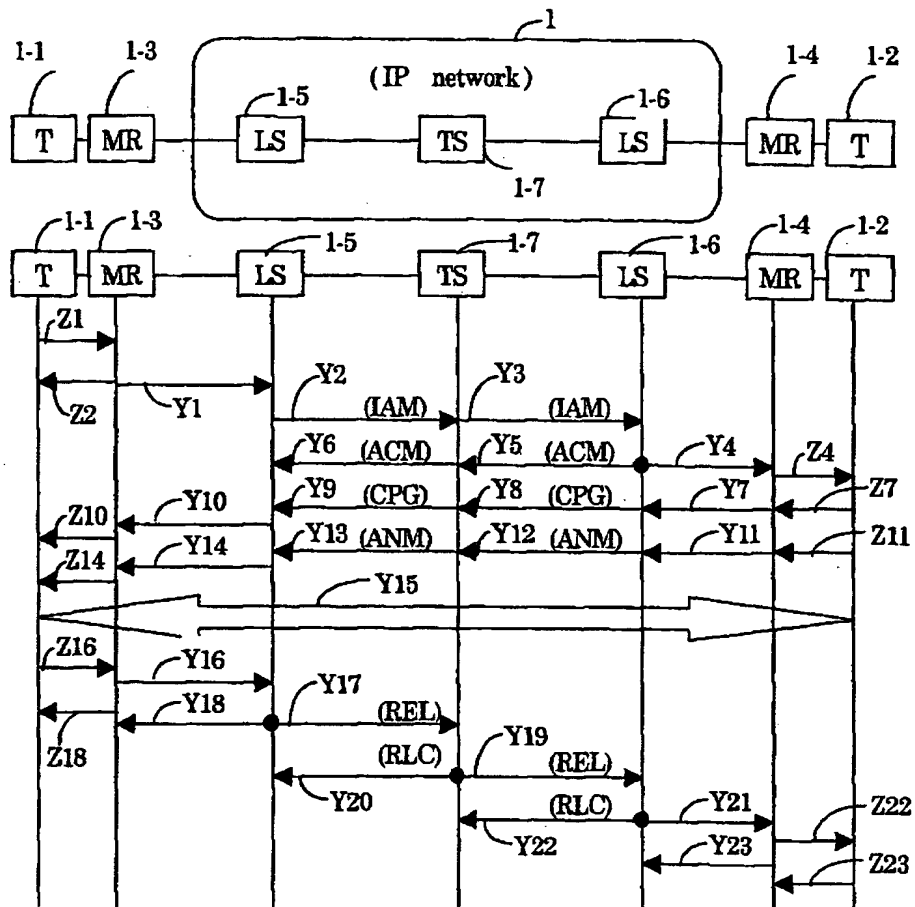 1
1-1 1-3 1-4 1-2
(IP network)
1-5 1-6
T MR LS TS LS MR T
1-7
1-1 1-3 1-5 1-7 1-6 1-4 1-2
T MR LS TS LS MR T
Z1
Z2 Y1
Y2 (IAM) Y3 (IAM)
Y6 (ACM) Y5 (ACM) Y4 Z4
Y9 (CPG) Y8 (CPG) Y7 Z7
Z10 Y10
Y13 (ANM) Y12 (ANM) Y11 Z11
Z14 Y14
Y15
Z16 Y16
Z18 Y18 Y17 (REL)
Y20 (RLC) Y19 (REL)
Y22 (RLC) Y21 Z22
Y23 Z23